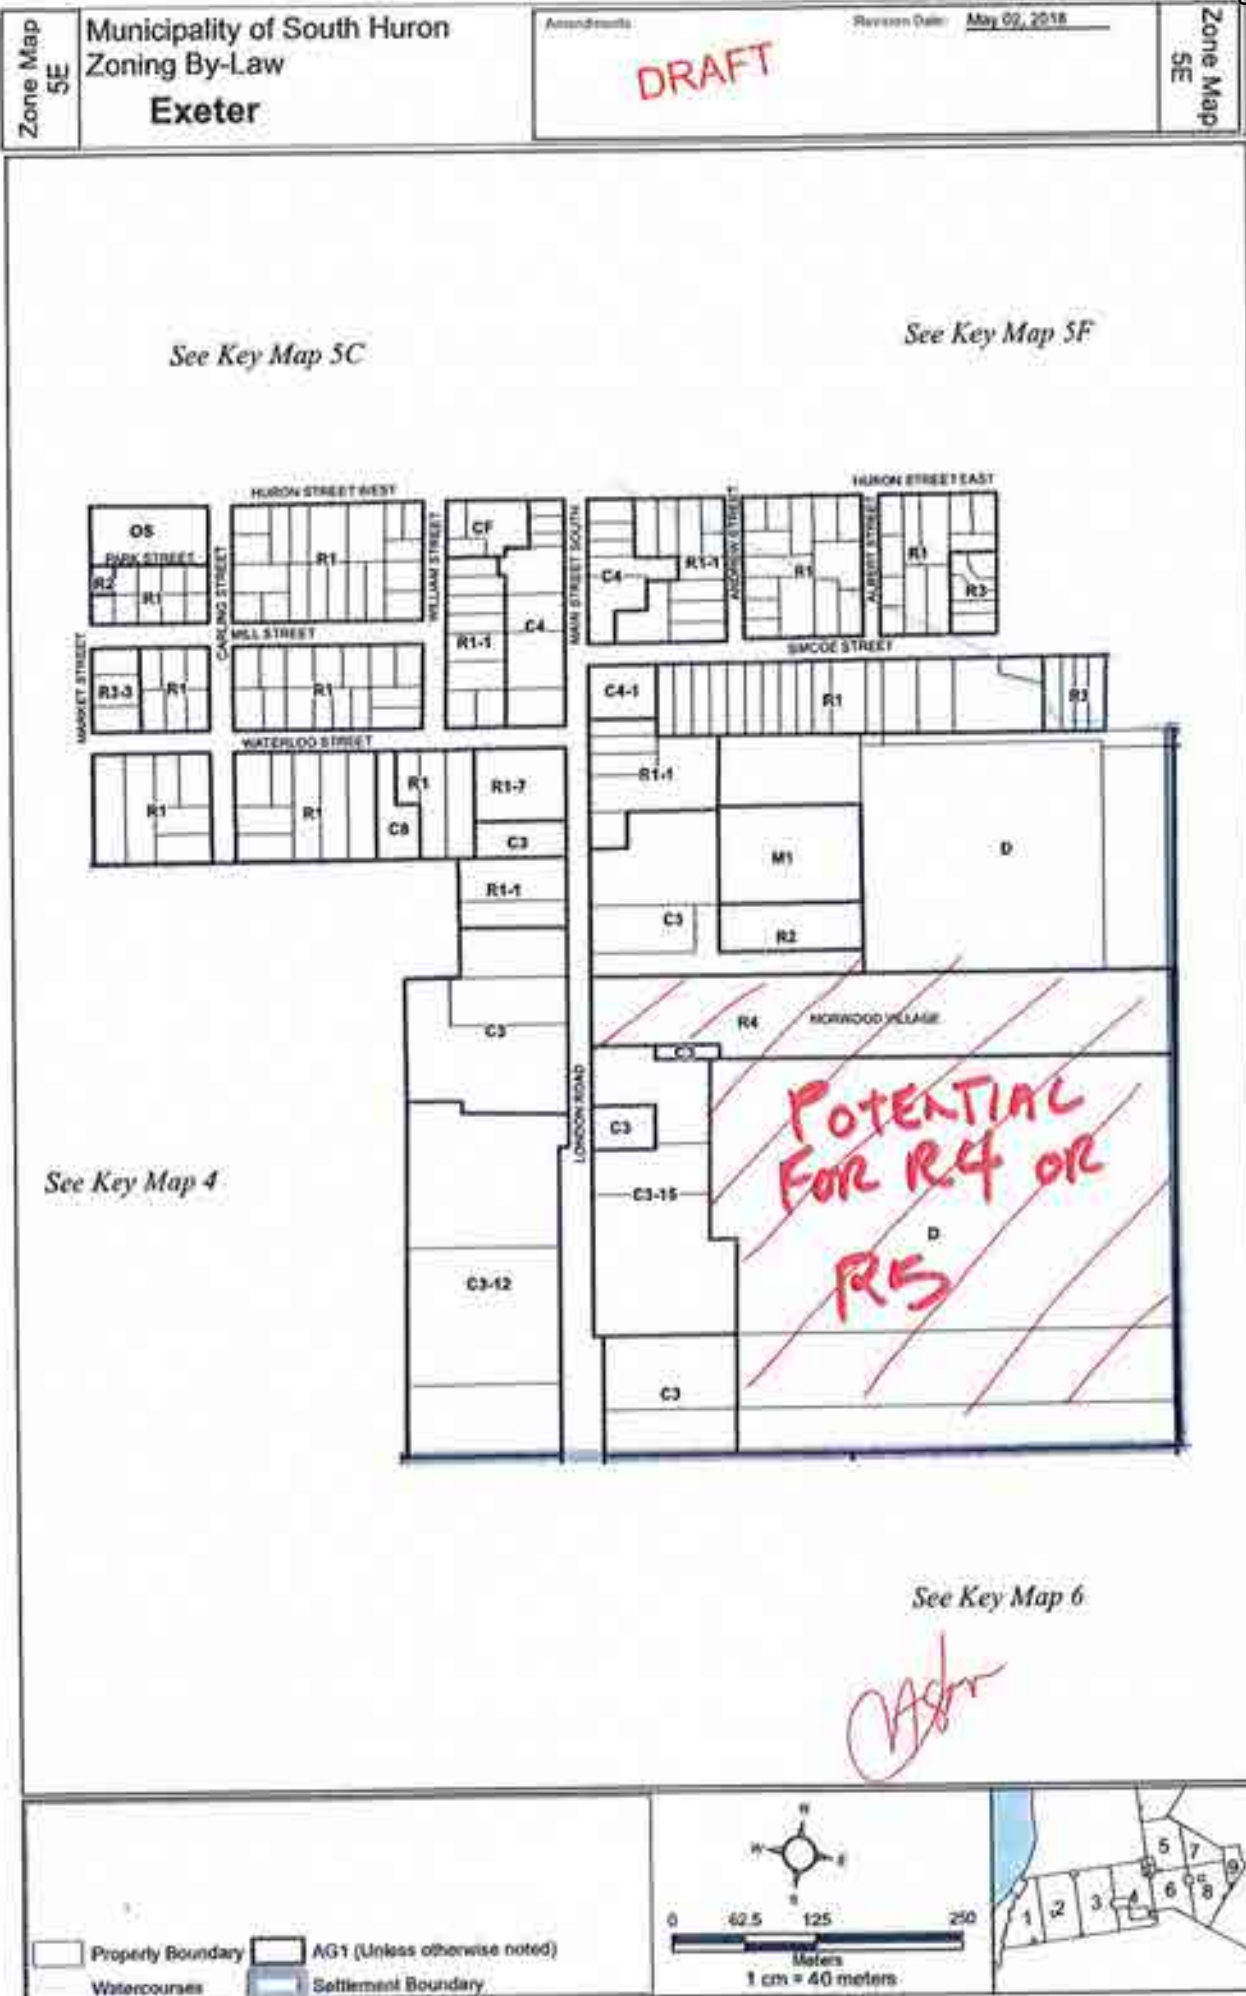 Zone Map
5E
Municipality of South Huron
Zoning By-Law
Exeter
Amendments
Revision Date: May 02, 2018
DRAFT
Zone Map
5E
See Key Map 5C
See Key Map 5F
HURON STREET WEST
HURON STREET EAST
OS
PARK STREET
R2
R1
R1
CF
C4
R1-1
R1
R1
R3
CARLING STREET
WILLIAM STREET
MAIN STREET SOUTH
ANDREW STREET
ALBERT STREET
MILL STREET
R1-1
C4
SIMCOE STREET
MARKET STREET
R3-3
R1
R1
C4-1
R1
R3
WATERLOO STREET
R1
R1
R1
C8
R1-7
C3
R1-1
R1-1
M1
D
C3
R2
C3
R4
NORWOOD VILLAGE
C3
LONDON ROAD
POTENTIAL
FOR R4 OR
R5
C3
C3-15
D
See Key Map 4
C3-12
C3
See Key Map 6
Property Boundary
AG1 (Unless otherwise noted)
Watercourses
Settlement Boundary
N
W
E
S
0 62.5 125 250
Meters
1 cm = 40 meters
1
2
3
4
5
6
7
8
9